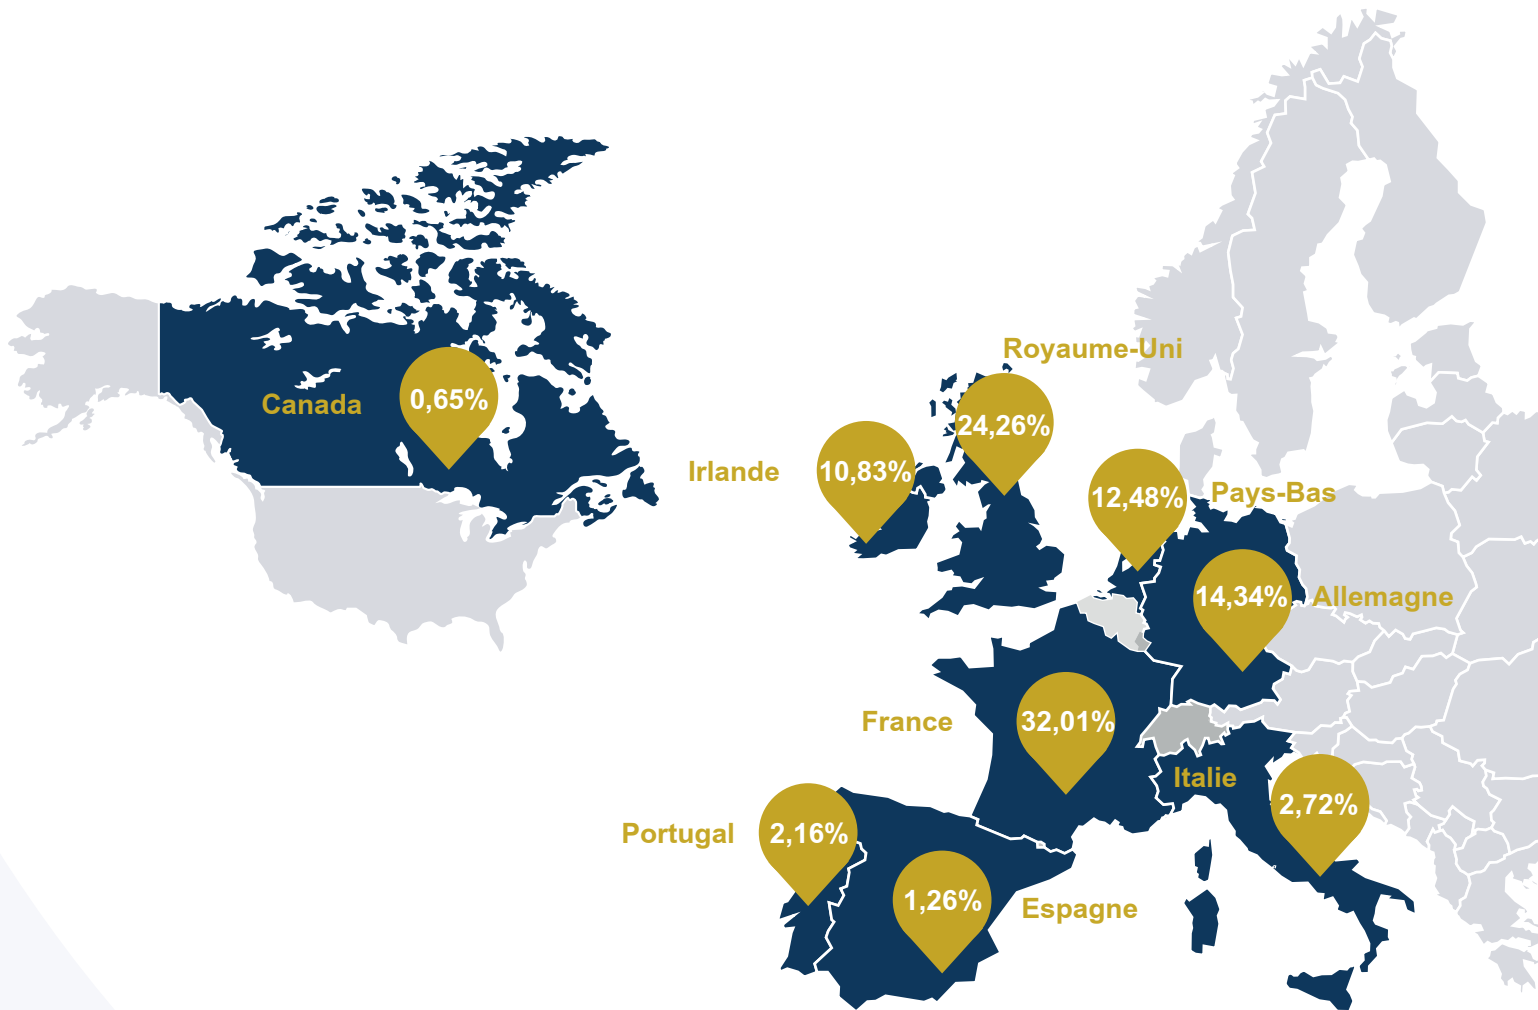 Royaume-Uni
24,26%
Canada
0,65%
Irlande
10,83%
12,48%
Pays-Bas
14,34%
Allemagne
France
32,01%
Italie
2,72%
Portugal
2,16%
1,26%
Espagne